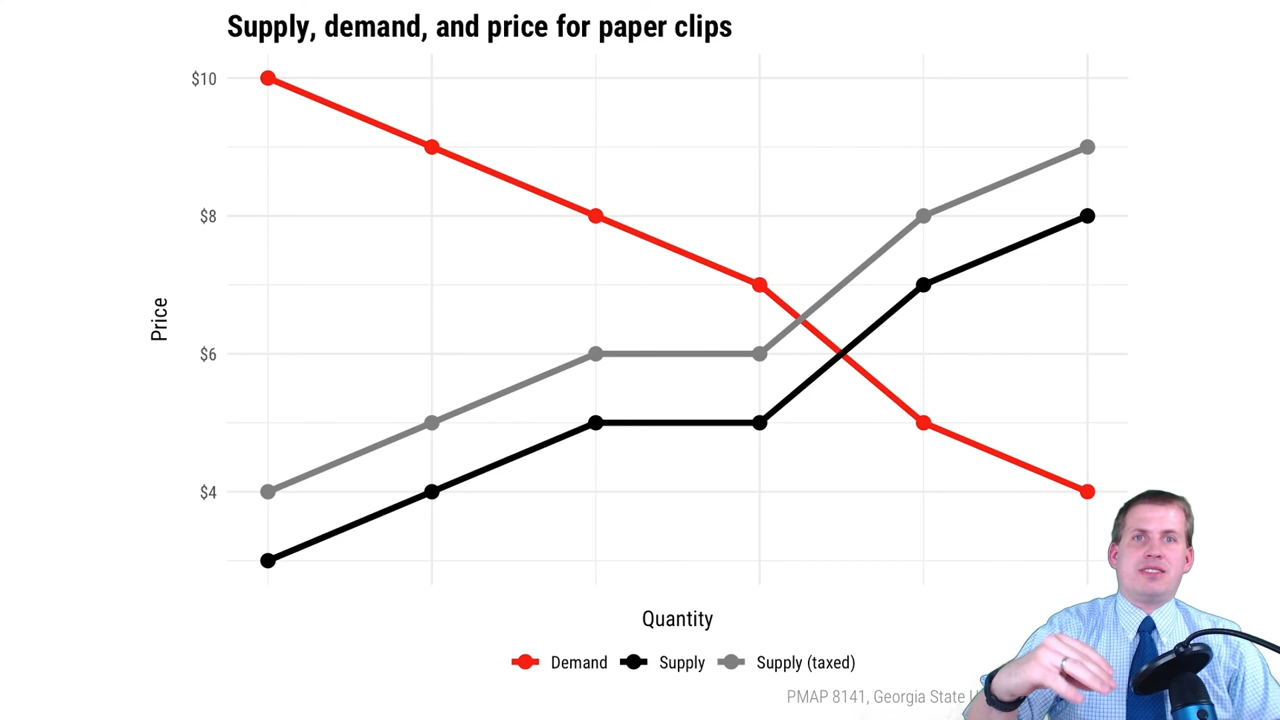 Supply, demand, and price for paper clips
$10
$8
$6
$4
Price
Quantity
Demand Supply Supply (taxed)
PMAP 8141, Georgia State